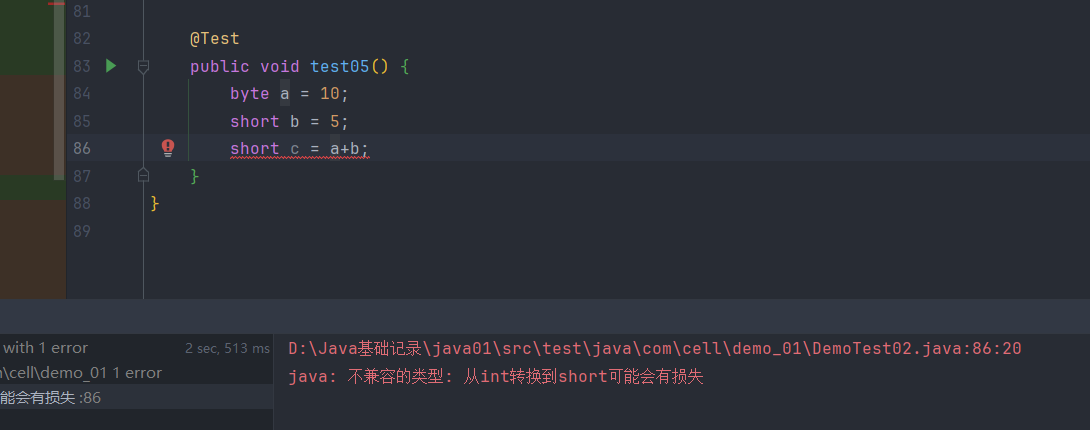 81
82 @Test
83 public void test05() {
84 byte a = 10;
85 short b = 5;
86 short c = a+b;
87 }
88 }
89
with 1 error 2 sec, 513 ms
n\cell\demo_01 1 error
能会有损失 :86
D:\Java基础记录\java01\src\test\java\com\cell\demo_01\DemoTest02.java:86:20
java: 不兼容的类型: 从int转换到short可能会有损失